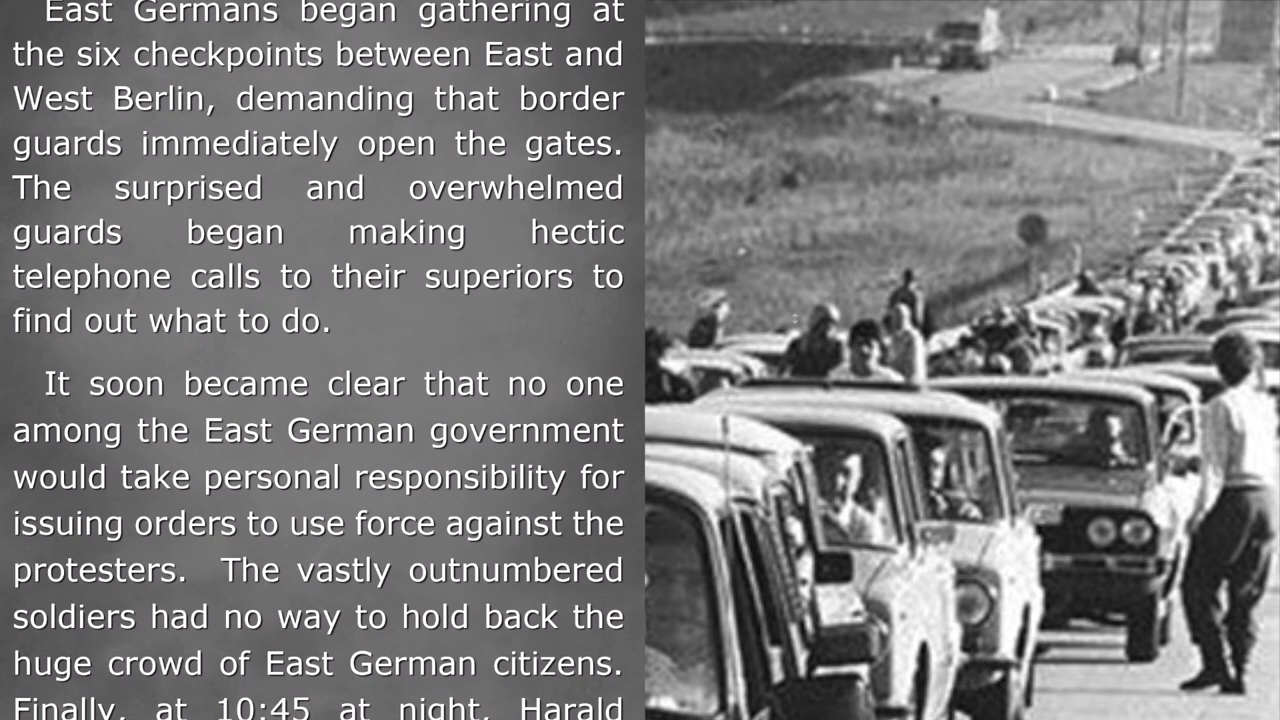 East Germans began gathering at
the six checkpoints between East and
West Berlin, demanding that border
guards immediately open the gates.
The surprised and overwhelmed
guards began making hectic
telephone calls to their superiors to
find out what to do.
It soon became clear that no one
among the East German government
would take personal responsibility for
issuing orders to use force against the
protesters. The vastly outnumbered
soldiers had no way to hold back the
huge crowd of East German citizens.
Finally, at 10:45 at night, Harald